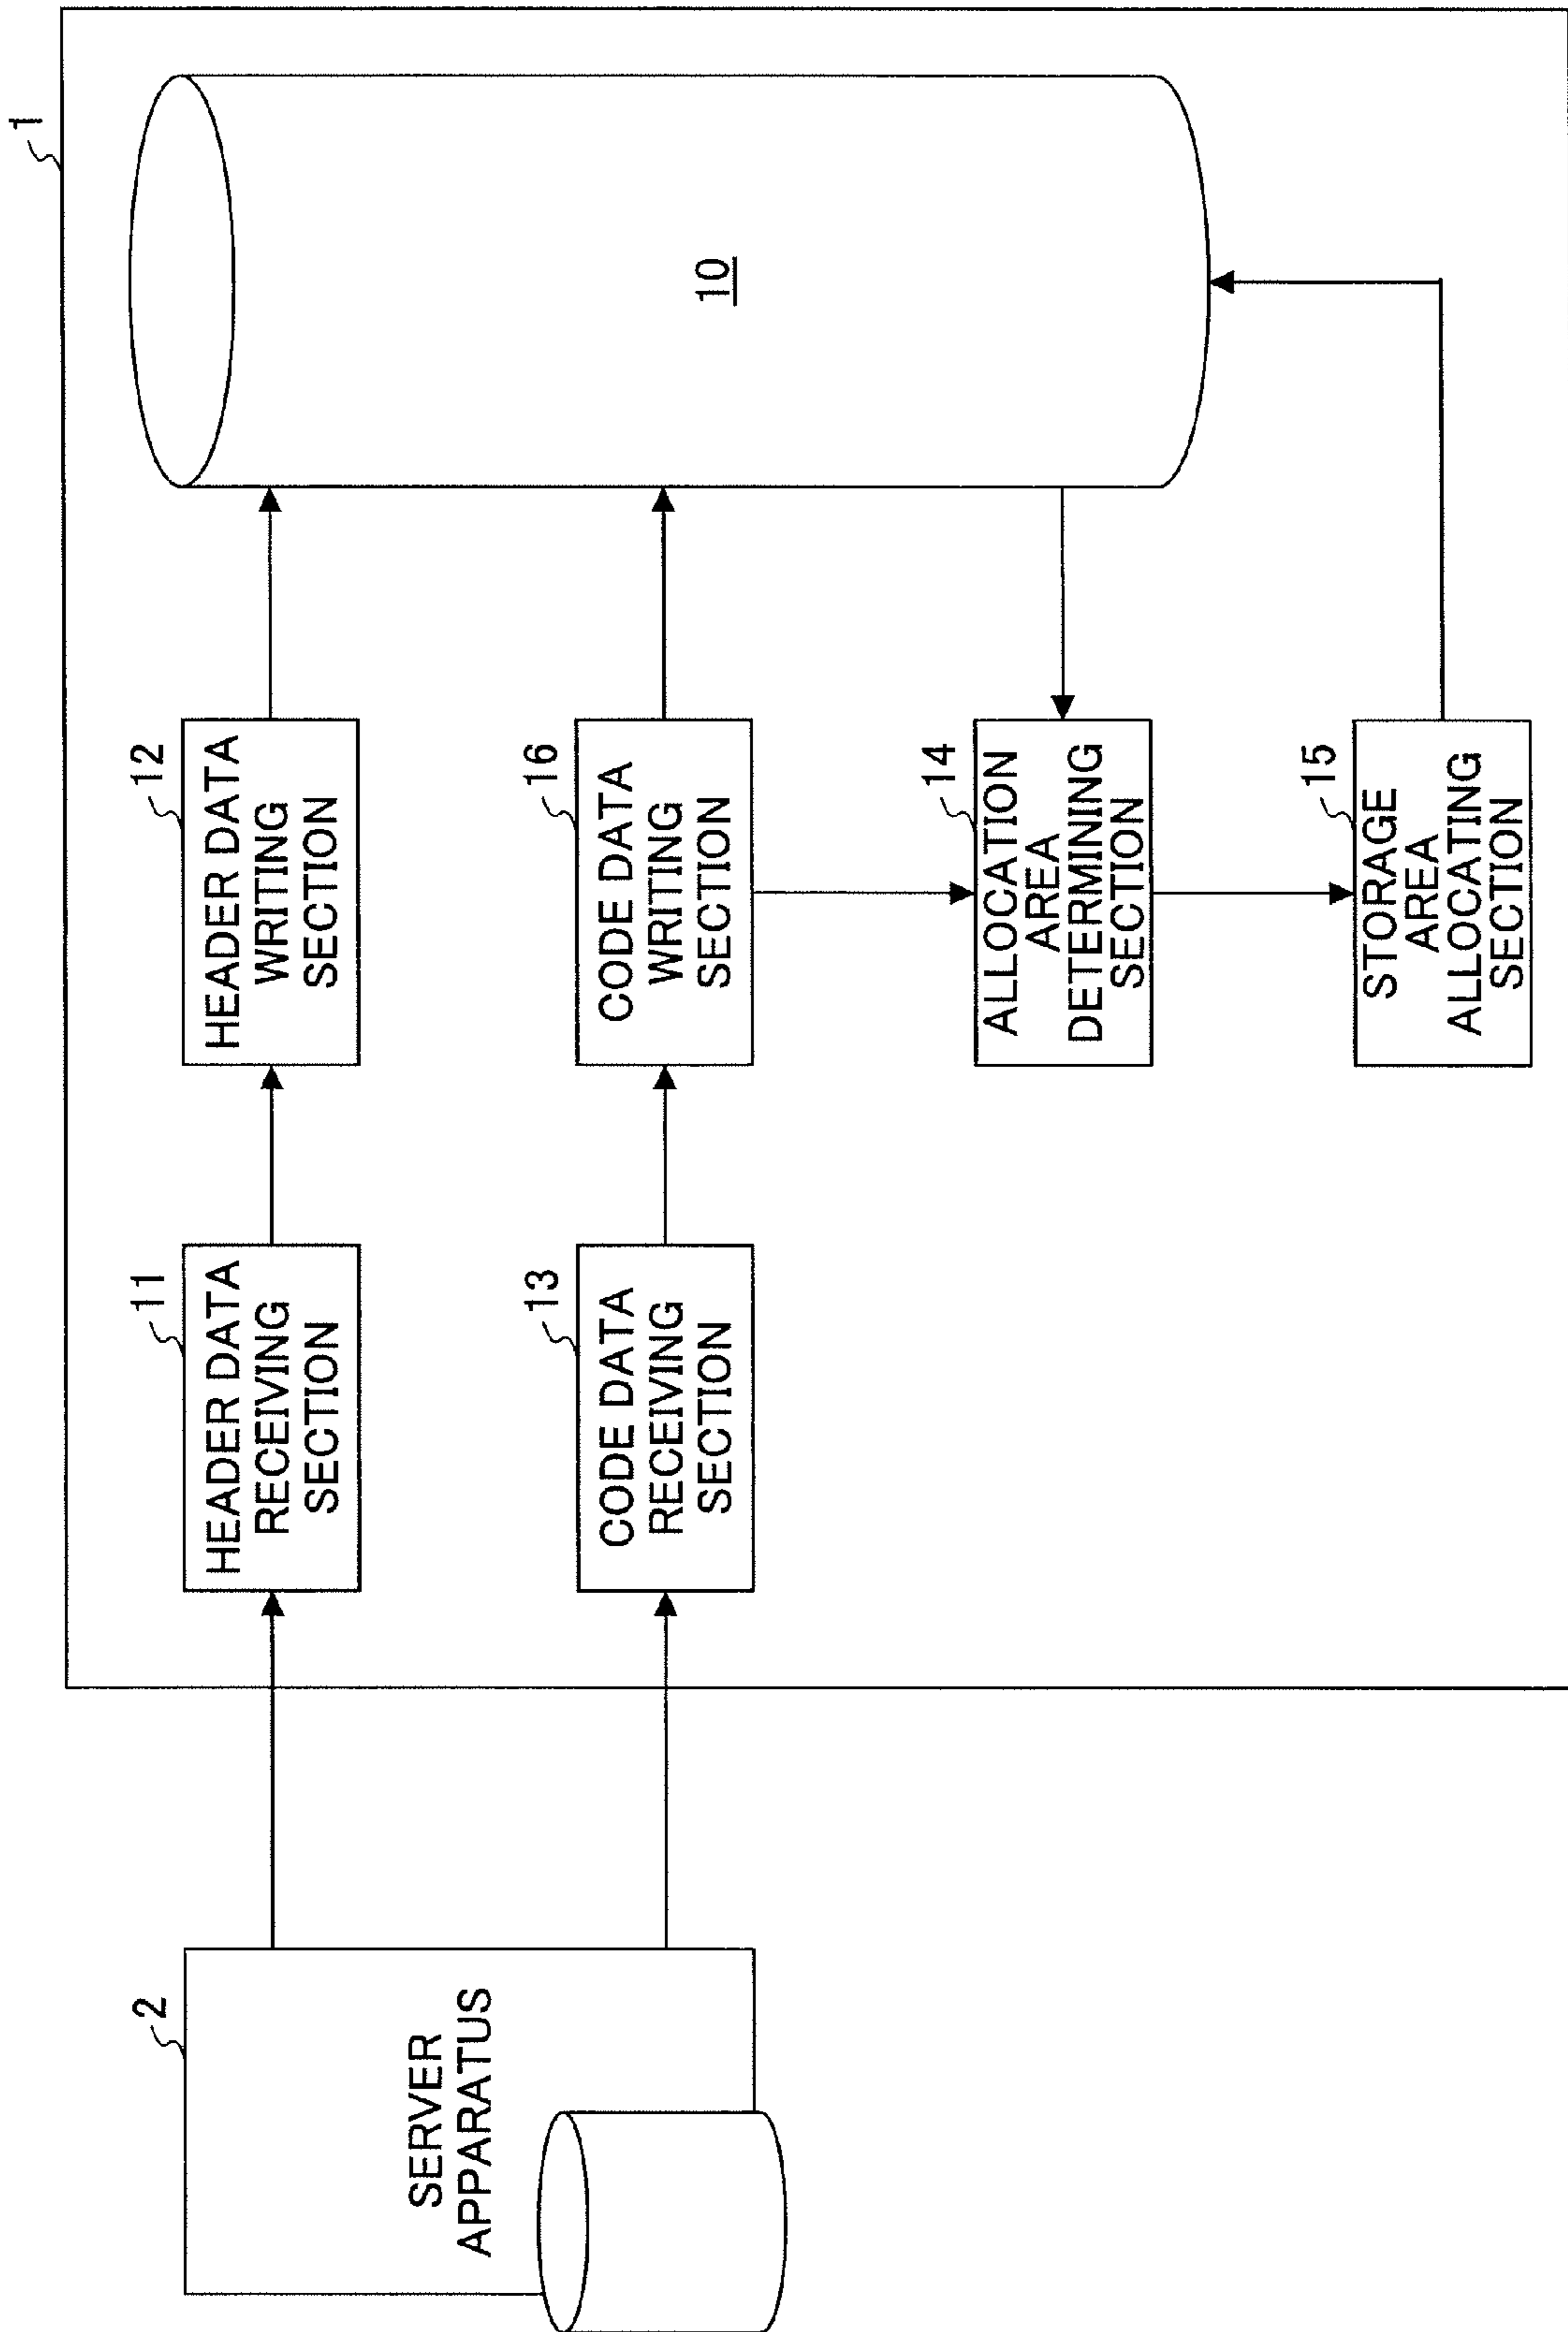 1
2
SERVER
APPARATUS
11
HEADER DATA
RECEIVING
SECTION
12
HEADER DATA
WRITING
SECTION
10
13
CODE DATA
RECEIVING
SECTION
16
CODE DATA
WRITING
SECTION
14
ALLOCATION
AREA
DETERMINING
SECTION
15
STORAGE
AREA
ALLOCATING
SECTION